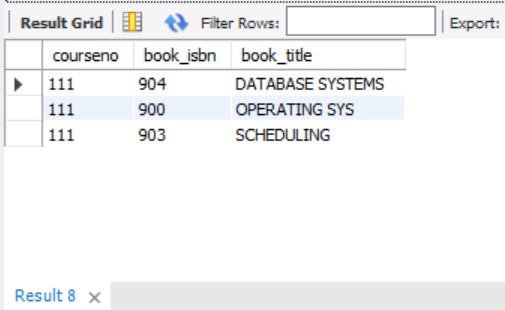 Result Grid Filter Rows: Export:
courseno book_isbn book_title
111 904 DATABASE SYSTEMS
111 900 OPERATING SYS
111 903 SCHEDULING
Result 8 ×